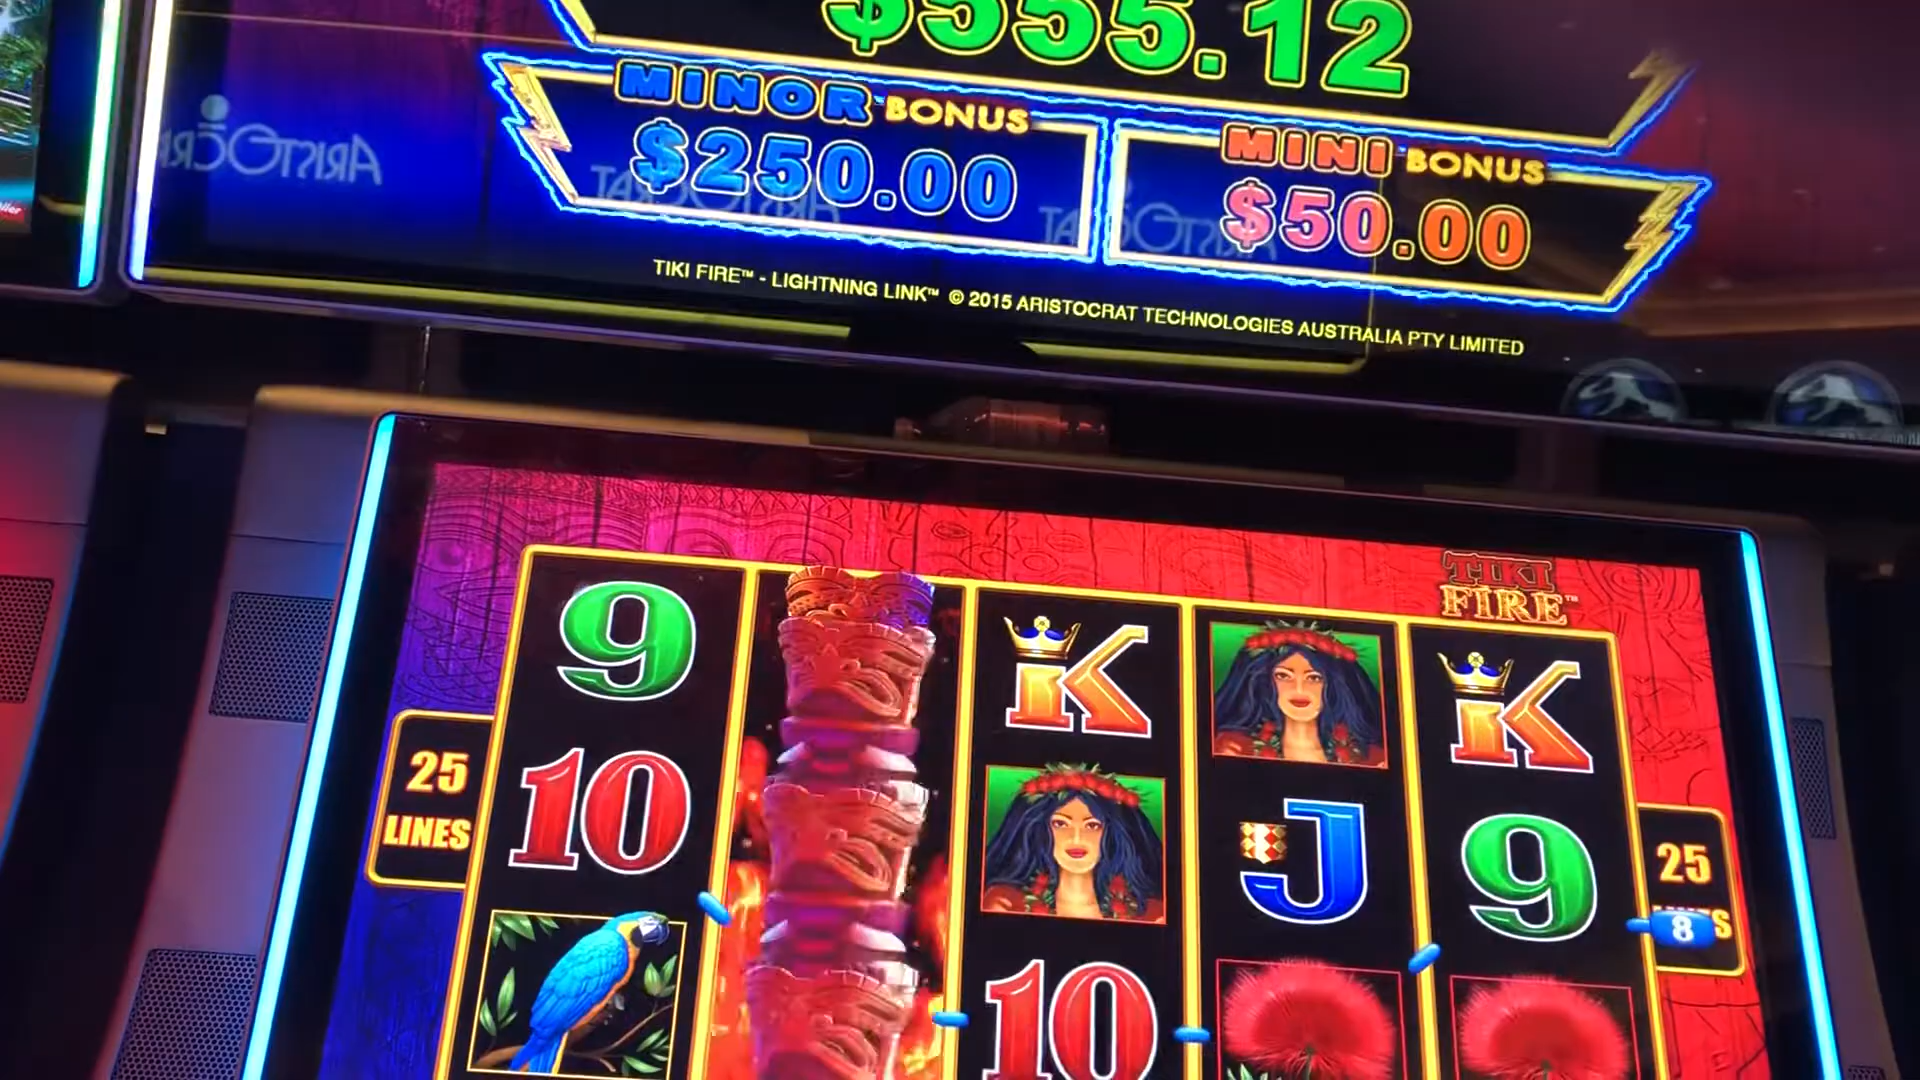 $555.12
MINOR BONUS
$250.00
MINI BONUS
$50.00
TIKI FIRE™ - LIGHTNING LINK™ © 2015 ARISTOCRAT TECHNOLOGIES AUSTRALIA PTY LIMITED
ARISTOCRAT
TIKI
FIRE™
9
K
K
25
LINES
10
J
9
25
8
10